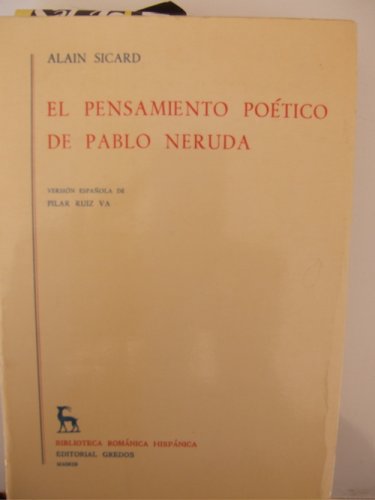 ALAIN SICARD
EL PENSAMIENTO POÉTICO
DE PABLO NERUDA
VERSIÓN ESPAÑOLA DE
PILAR RUIZ VA
BIBLIOTECA ROMÁNICA HISPÁNICA
EDITORIAL GREDOS
MADRID